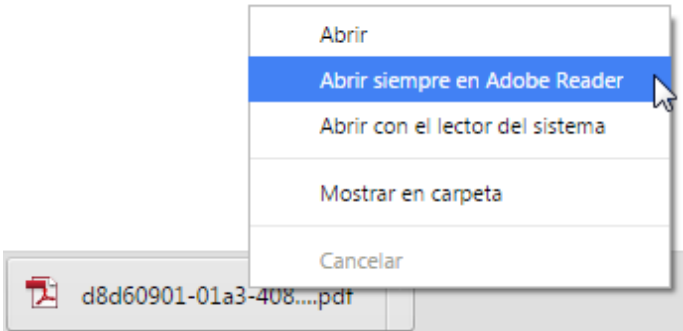 Abrir
Abrir siempre en Adobe Reader
Abrir con el lector del sistema
Mostrar en carpeta
Cancelar
d8d60901-01a3-408....pdf